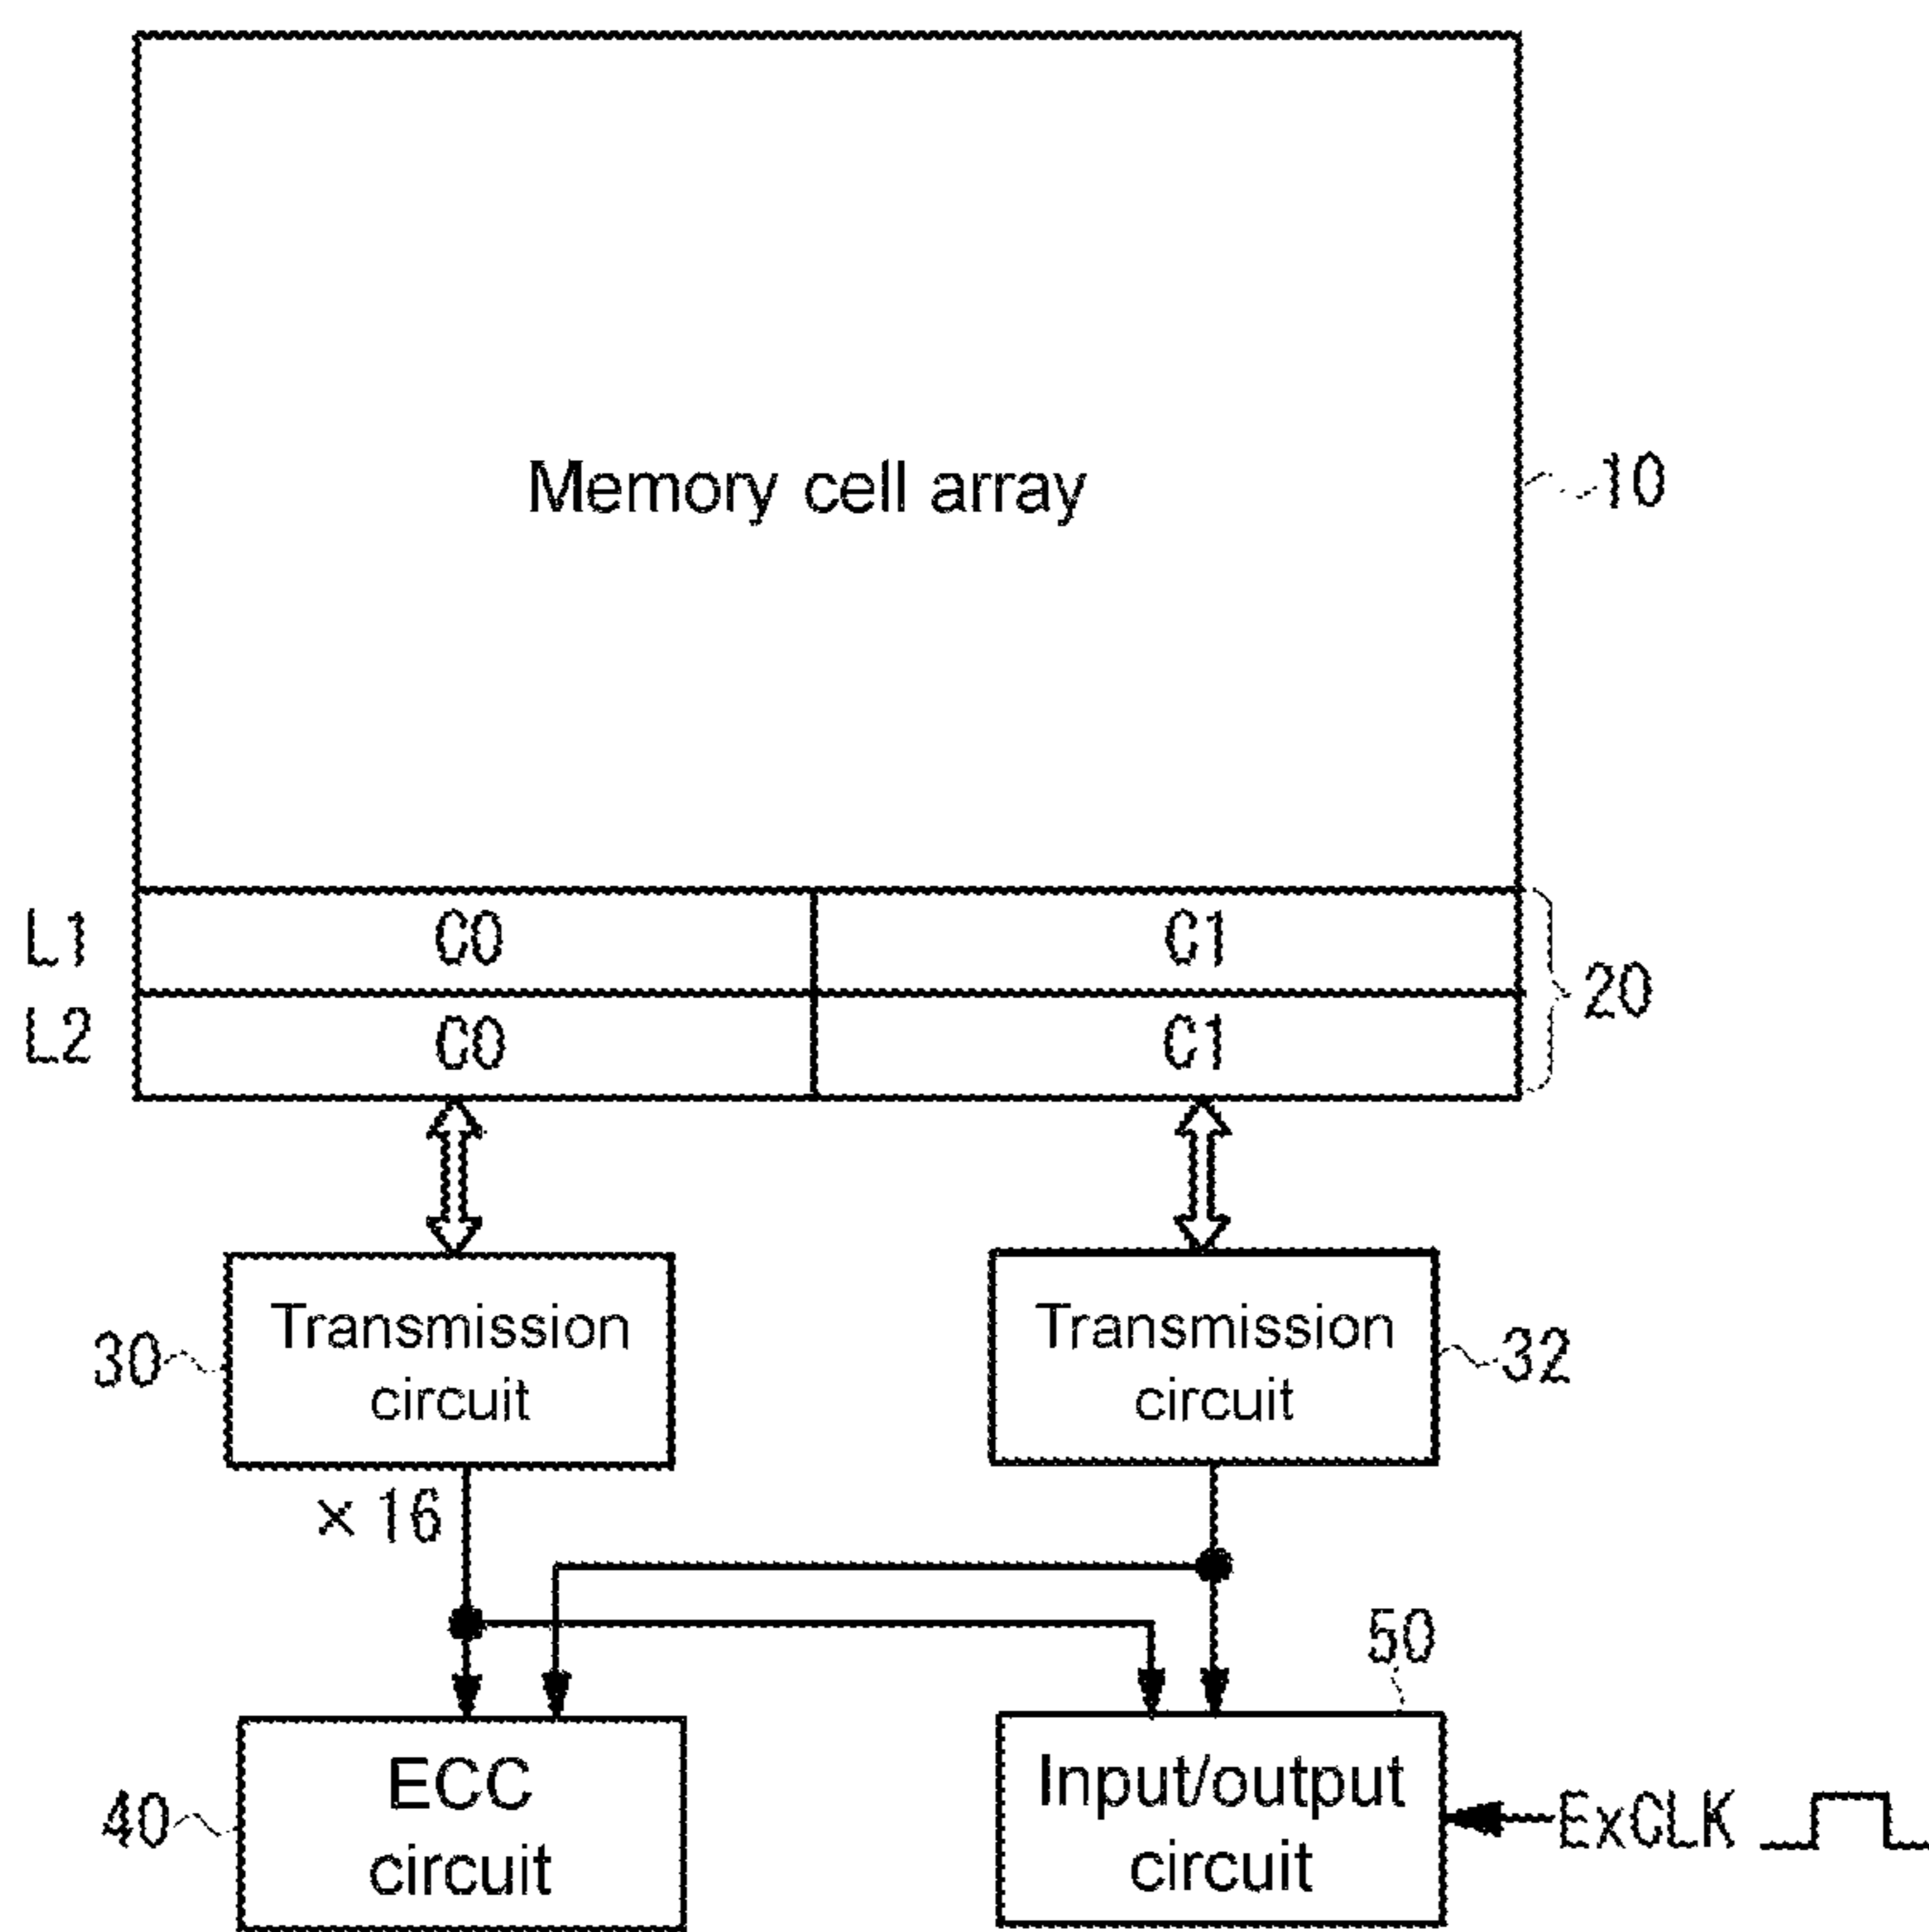 Memory cell array
10
L1 C0 C1
20
L2 C0 C1
Transmission
circuit
30
Transmission
circuit
32
× 16
50
ECC
circuit
40
Input/output
circuit
ExCLK